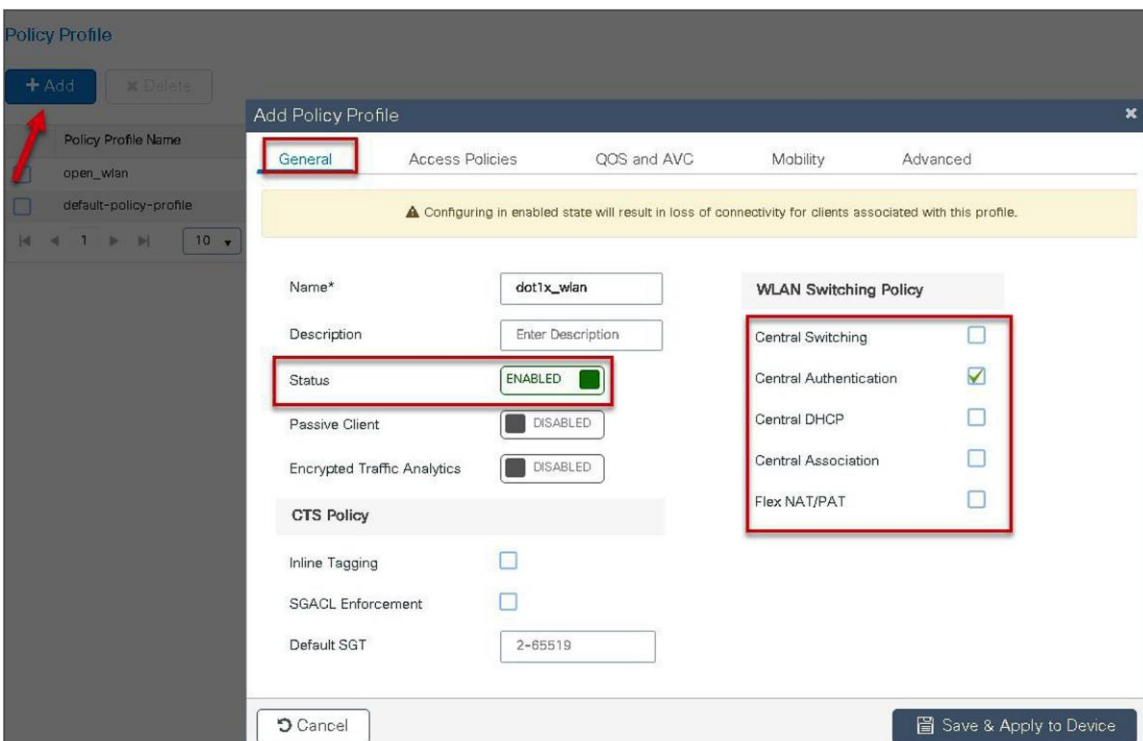 Policy Profile
+ Add
✖ Delete
Policy Profile Name
open_wlan
default-policy-profile
1
10
Add Policy Profile
General
Access Policies
QOS and AVC
Mobility
Advanced
Configuring in enabled state will result in loss of connectivity for clients associated with this profile.
Name*
dot1x_wlan
Description
Enter Description
Status
ENABLED
Passive Client
DISABLED
Encrypted Traffic Analytics
DISABLED
CTS Policy
Inline Tagging
SGACL Enforcement
Default SGT
2-65519
WLAN Switching Policy
Central Switching
Central Authentication
Central DHCP
Central Association
Flex NAT/PAT
Cancel
Save & Apply to Device